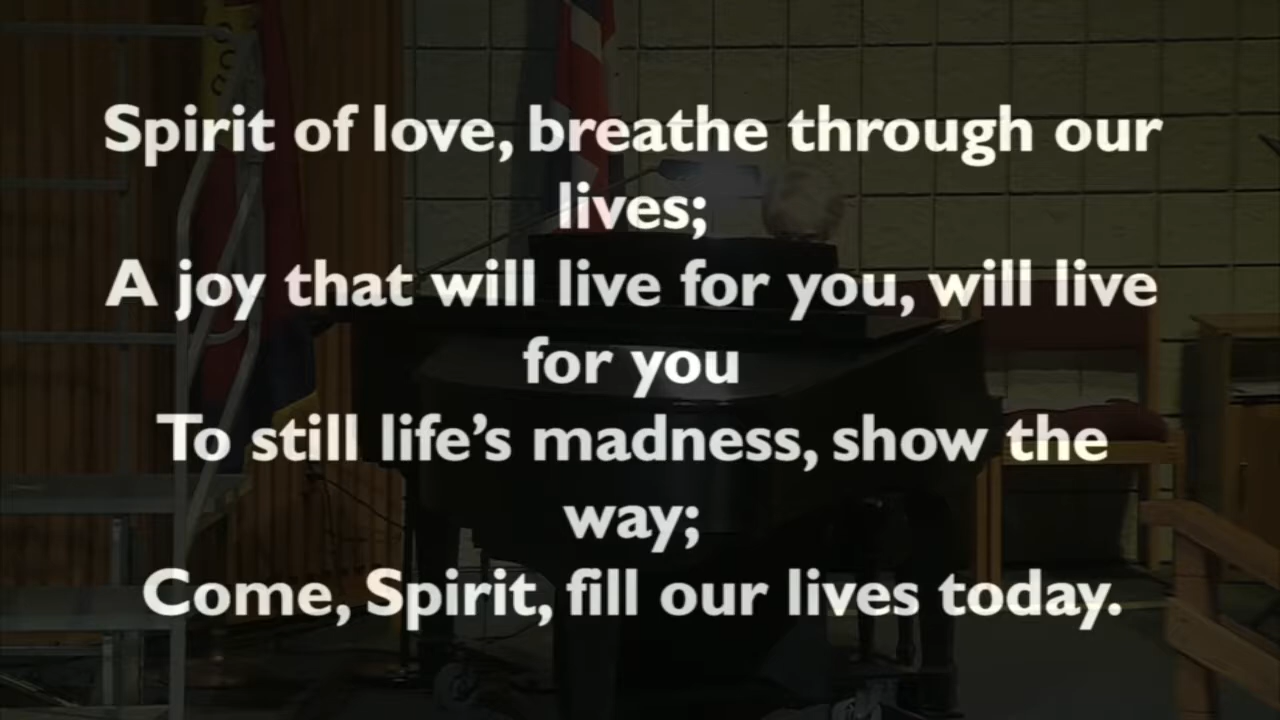 Spirit of love, breathe through our
lives;
A joy that will live for you, will live
for you
To still life’s madness, show the
way;
Come, Spirit, fill our lives today.